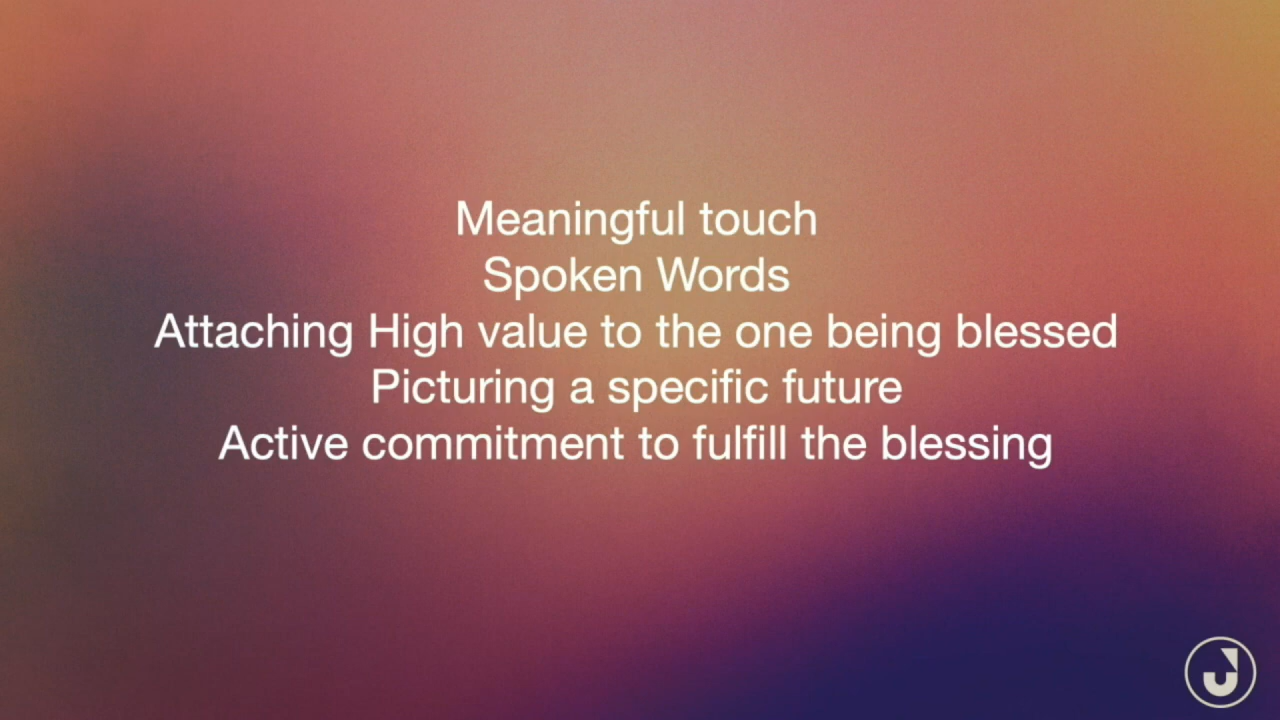 Meaningful touch
Spoken Words
Attaching High value to the one being blessed
Picturing a specific future
Active commitment to fulfill the blessing
J